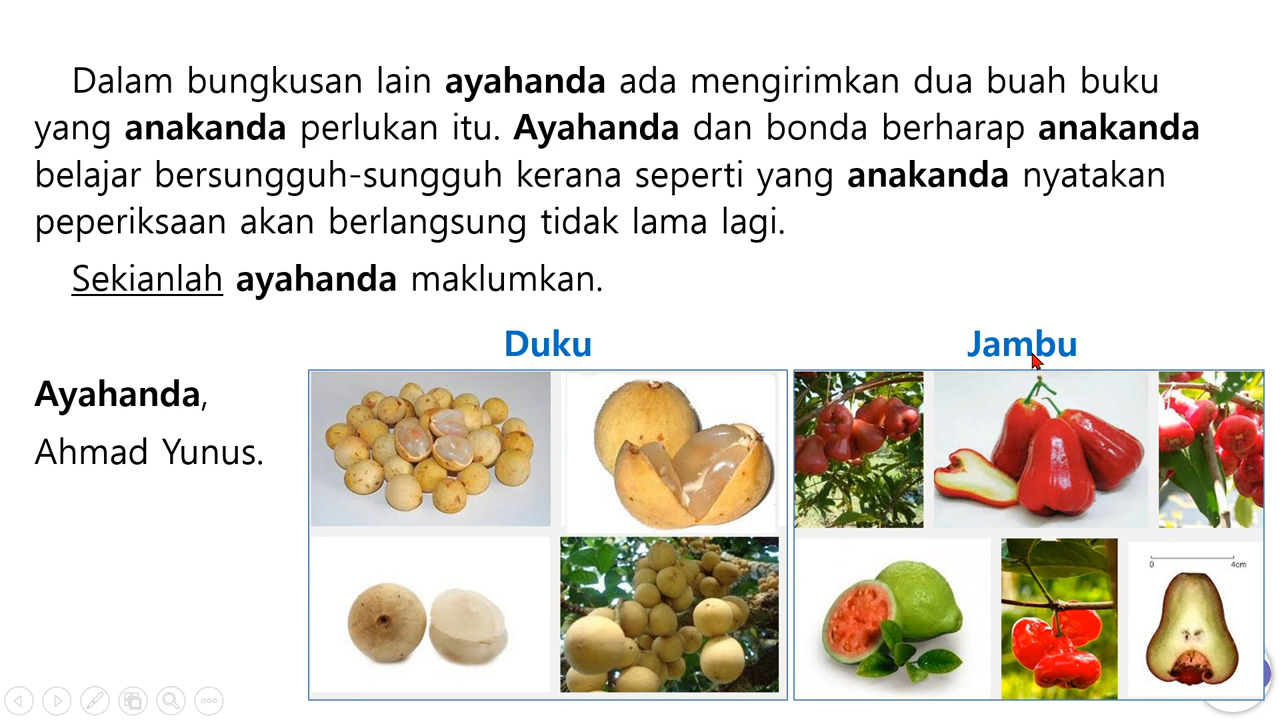 Dalam bungkusan lain ayahanda ada mengirimkan dua buah buku
yang anakanda perlukan itu. Ayahanda dan bonda berharap anakanda
belajar bersungguh-sungguh kerana seperti yang anakanda nyatakan
peperiksaan akan berlangsung tidak lama lagi.
Sekianlah ayahanda maklumkan.
Duku
Jambu
Ayahanda,
Ahmad Yunus.
0 4cm